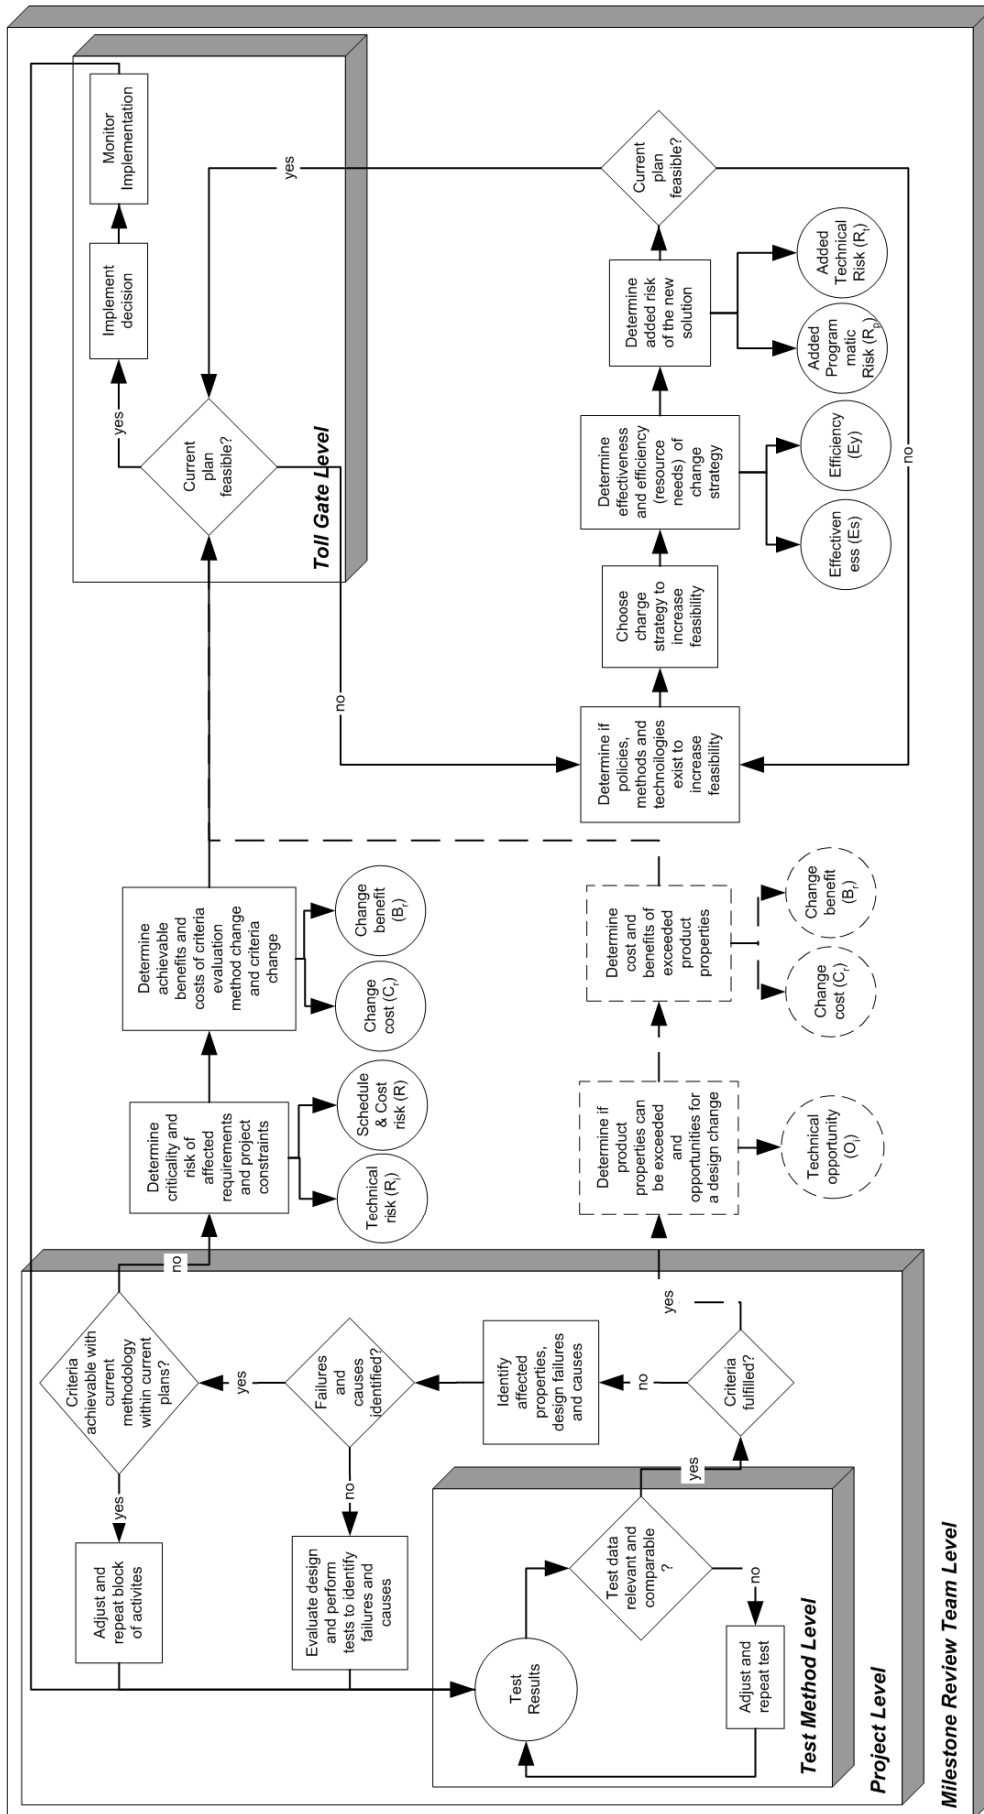 Adjust and
repeat block
of activites
yes
Criteria
achievable with
current
methodology
within current
plans?
no
Evaluate design
and perform
tests to identify
failures and
causes
no
Failures and
causes
identified?
yes
Identify
affected
properties,
design failures
and causes
no
Criteria
fulfilled?
yes
Test
Results
Test data
relevant and
comparable
?
yes
no
Adjust and
repeat test
Test Method Level
Project Level
Milestone Review Team Level
Determine
criticality and
risk of
affected
requirements
and project
constraints
Technical
risk (Ri)
Schedule
& Cost
risk (R)
Determine
achievable
benefits and
costs of criteria
evaluation
method change
and criteria
change
Change
cost (Cr)
Change
benefit
(Br)
Determine if
product
properties can
be exceeded
and
opportunities for
a design change
Technical
opportunity
(Oi)
Determine
cost and
benefits of
exceeded
product
properties
Change
cost (Cr)
Change
benefit
(Br)
Current
plan
feasible?
yes
no
Implement
decision
Monitor
Implementation
Toll Gate Level
Determine if
policies,
methods and
technoilogies
exist to
increase
feasibility
Choose
change
strategy to
increase
feasibility
Determine
effectiveness
and efficiency
(resource
needs) of
change
strategy
Effectiven
ess (Es)
Efficiency
(Ey)
Determine
added risk
of the new
solution
Added
Program
matic
Risk (Rp)
Added
Technical
Risk (Rt)
Current
plan
feasible?
yes
no